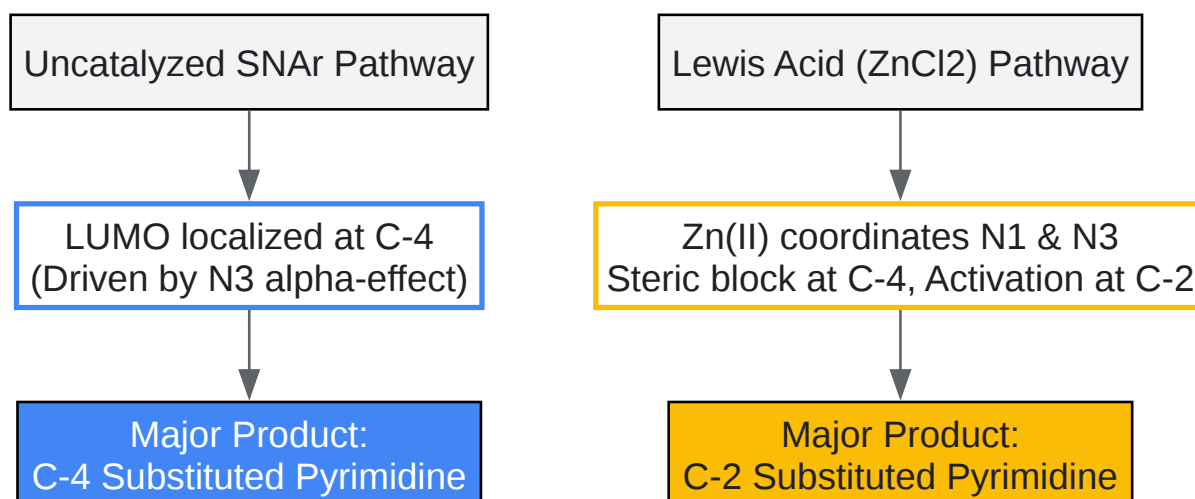 Uncatalyzed SNAr Pathway
Lewis Acid (ZnCl2) Pathway
LUMO localized at C-4
(Driven by N3 alpha-effect)
Zn(II) coordinates N1 & N3
Steric block at C-4, Activation at C-2
Major Product:
C-4 Substituted Pyrimidine
Major Product:
C-2 Substituted Pyrimidine